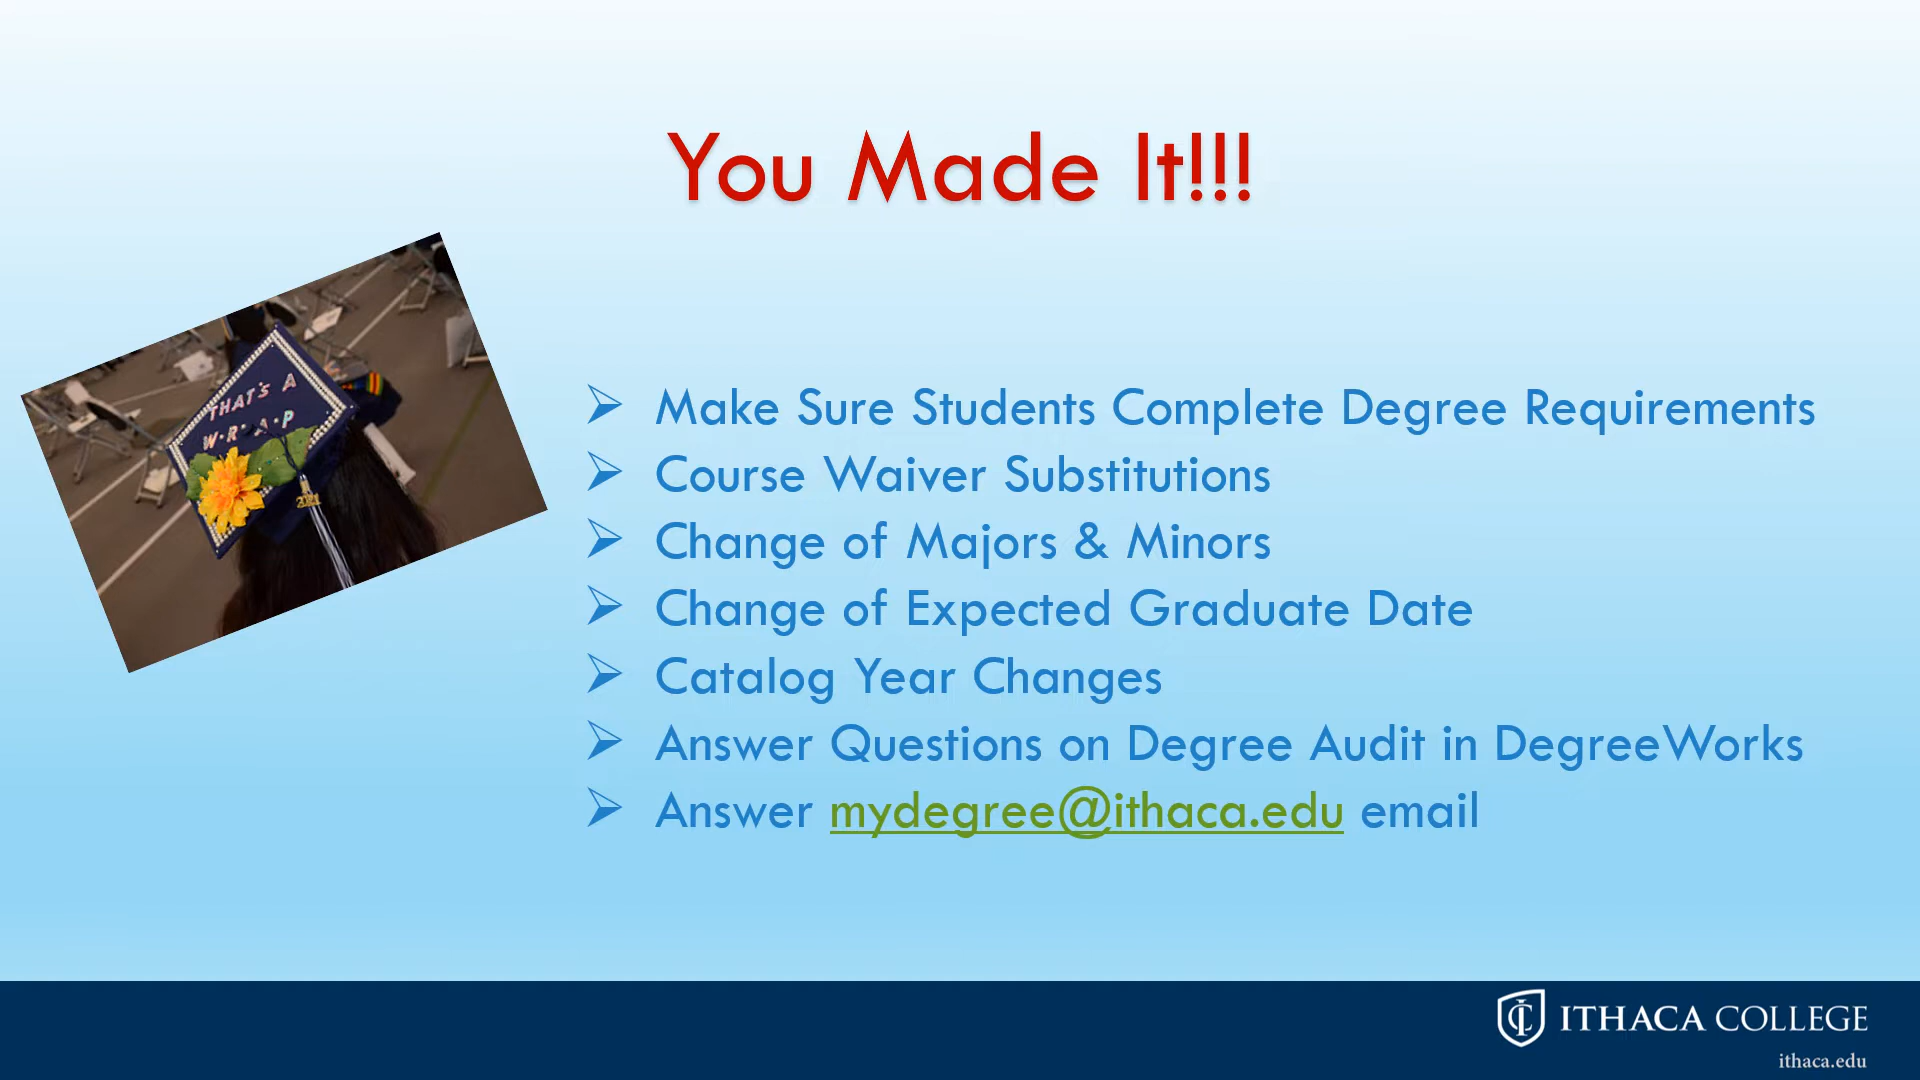 You Made It!!!
THAT'S A
W·R·A·P
➢ Make Sure Students Complete Degree Requirements
➢ Course Waiver Substitutions
➢ Change of Majors & Minors
➢ Change of Expected Graduate Date
➢ Catalog Year Changes
➢ Answer Questions on Degree Audit in DegreeWorks
➢ Answer mydegree@ithaca.edu email
ITHACA COLLEGE
ithaca.edu